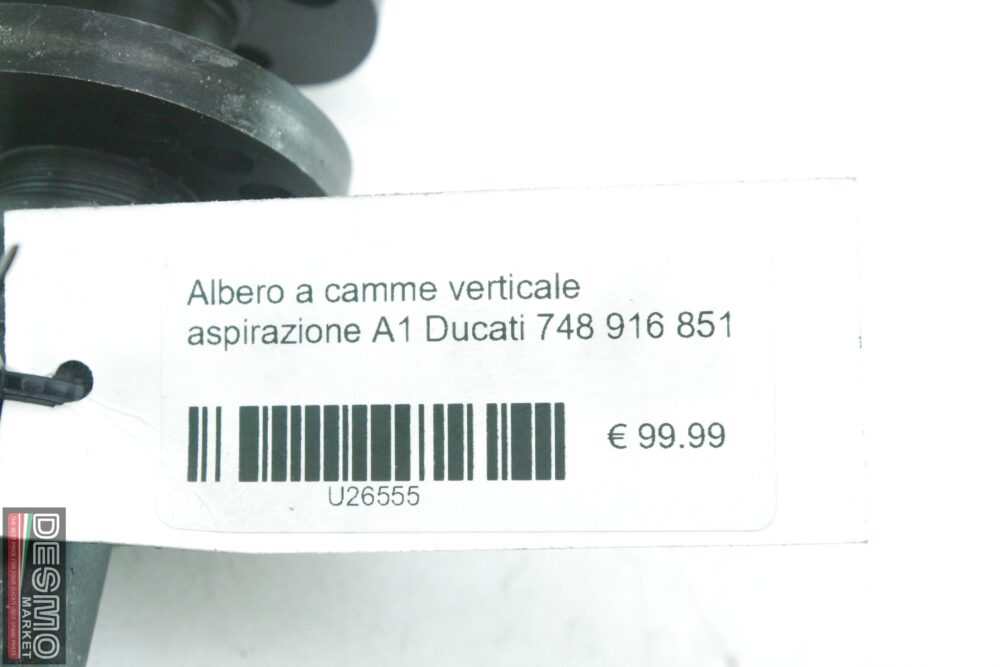 Albero a camme verticale
aspirazione A1 Ducati 748 916 851
€ 99.99
U26555
DESMO
MARKET